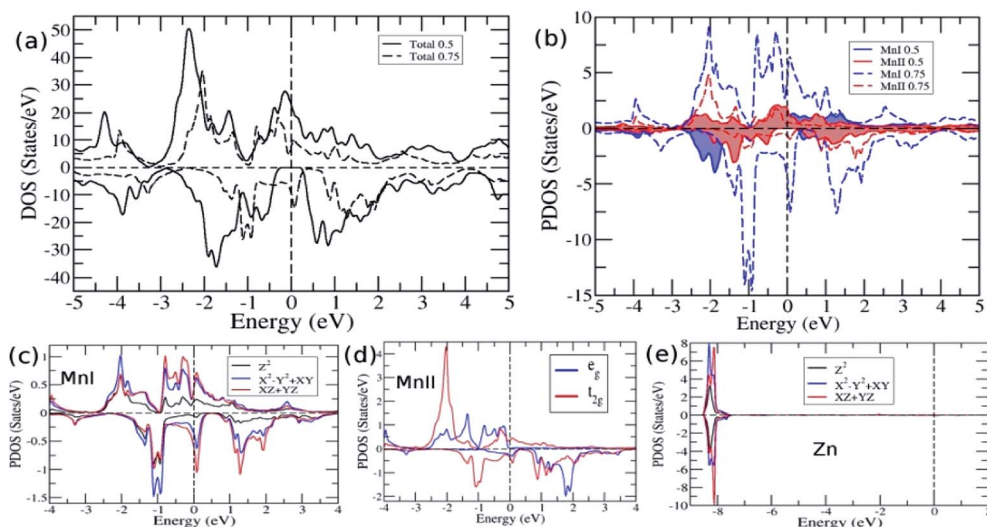 (a)
Total 0.5
Total 0.75
50
40
30
20
10
0
-10
-20
-30
-40
DOS (States/eV)
-5 -4 -3 -2 -1 0 1 2 3 4 5
Energy (eV)
(b)
MnI 0.5
MnII 0.5
MnI 0.75
MnII 0.75
10
5
0
-5
-10
-15
PDOS (States/eV)
-5 -4 -3 -2 -1 0 1 2 3 4 5
Energy (eV)
(c)
MnI
Z²
X²-Y²+XY
XZ+YZ
1
0.5
0
-0.5
-1
-1.5
PDOS (States/eV)
-4 -3 -2 -1 0 1 2 3 4
Energy (eV)
(d)
MnII
e_g
t_2g
4
3
2
1
0
-1
-2
PDOS (States/eV)
-4 -3 -2 -1 0 1 2 3 4
Energy (eV)
(e)
Zn
Z²
X²-Y²+XY
XZ+YZ
8
6
4
2
0
-2
-4
-6
-8
-10
PDOS (States/eV)
-8 -6 -4 -2 0 2
Energy (eV)